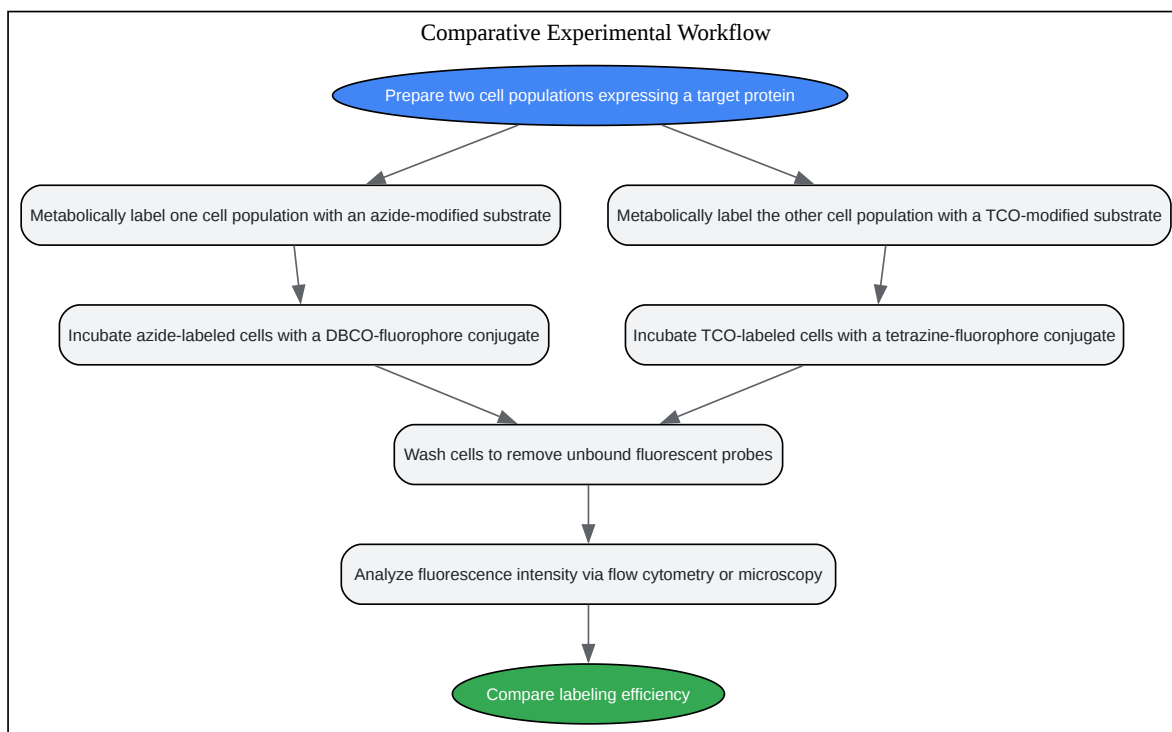 Comparative Experimental Workflow
Prepare two cell populations expressing a target protein
Metabolically label one cell population with an azide-modified substrate
Metabolically label the other cell population with a TCO-modified substrate
Incubate azide-labeled cells with a DBCO-fluorophore conjugate
Incubate TCO-labeled cells with a tetrazine-fluorophore conjugate
Wash cells to remove unbound fluorescent probes
Analyze fluorescence intensity via flow cytometry or microscopy
Compare labeling efficiency